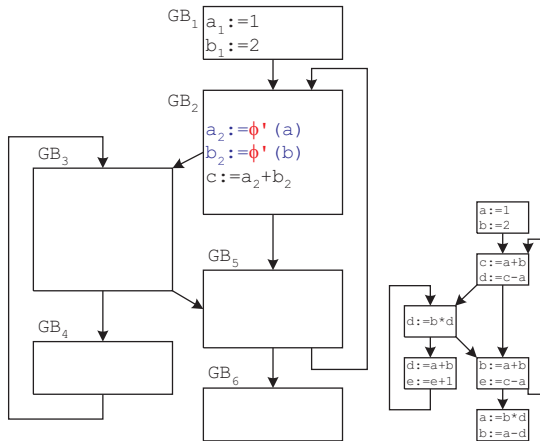 GB₁
a₁:=1
b₁:=2
GB₂
a₂:=ϕ'(a)
b₂:=ϕ'(b)
c:=a₂+b₂
GB₃
GB₅
GB₄
GB₆
a:=1
b:=2
c:=a+b
d:=c-a
d:=b*d
d:=a+b
e:=e+1
b:=a+b
e:=c-a
a:=b*d
b:=a-d